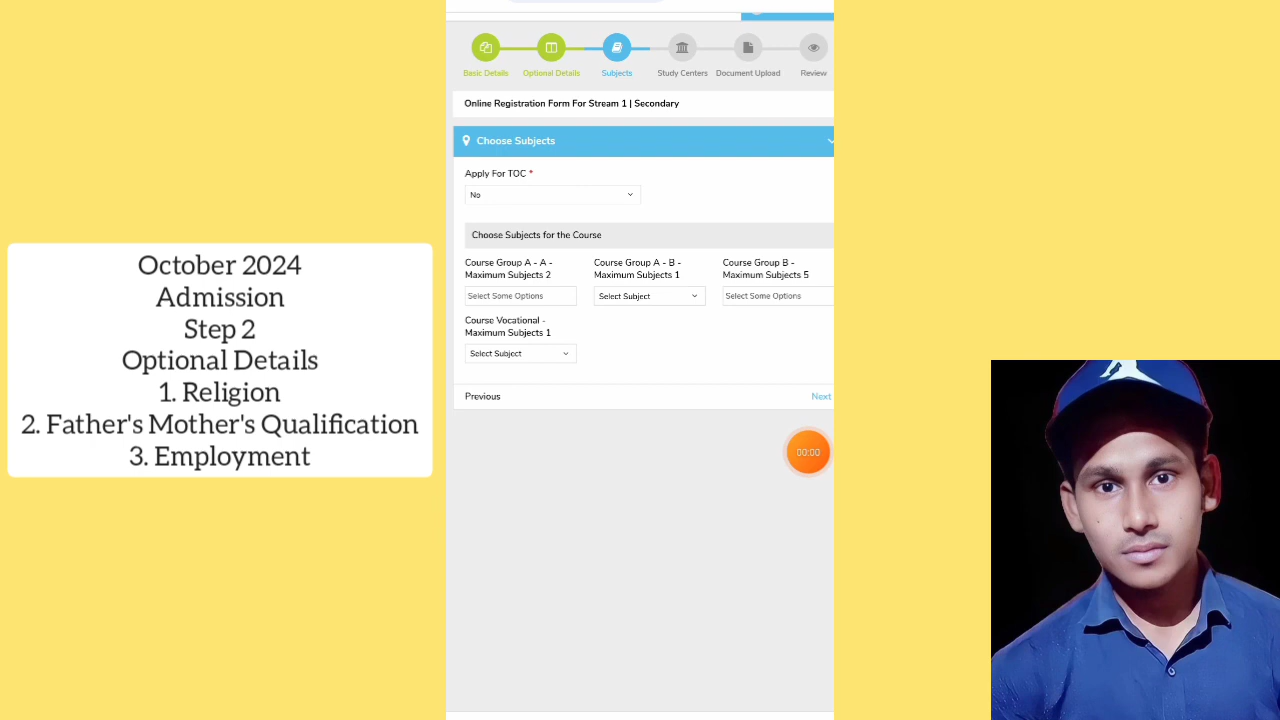 October 2024
Admission
Step 2
Optional Details
1. Religion
2. Father's Mother's Qualification
3. Employment
Basic Details
Optional Details
Subjects
Study Centers
Document Upload
Review
Online Registration Form For Stream 1 | Secondary
Choose Subjects
Apply For TOC *
No
Choose Subjects for the Course
Course Group A - A -
Maximum Subjects 2
Select Some Options
Course Group A - B -
Maximum Subjects 1
Select Subject
Course Group B -
Maximum Subjects 5
Select Some Options
Course Vocational -
Maximum Subjects 1
Select Subject
Previous
Next
00:00